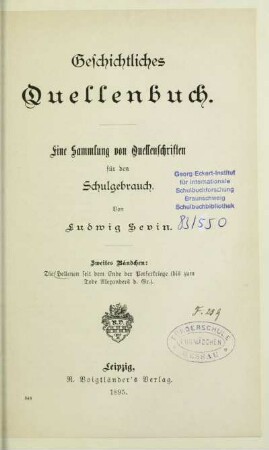 Geschichtliches
Quellenbuch.
Eine Sammlung von Quellenschriften
für den
Schulgebrauch.
Von
Ludwig Sevin.
Georg Eckert-Institut
für internationale
Schulbuchforschung
Braunschweig
Schulbuchbibliothek
83/550
Zweites Bändchen:
Die Hellenen seit dem Ende der Perserkriege (bis zum
Tode Alexanders d. Gr.).
Leipzig,
R. Voigtländer's Verlag.
1895.